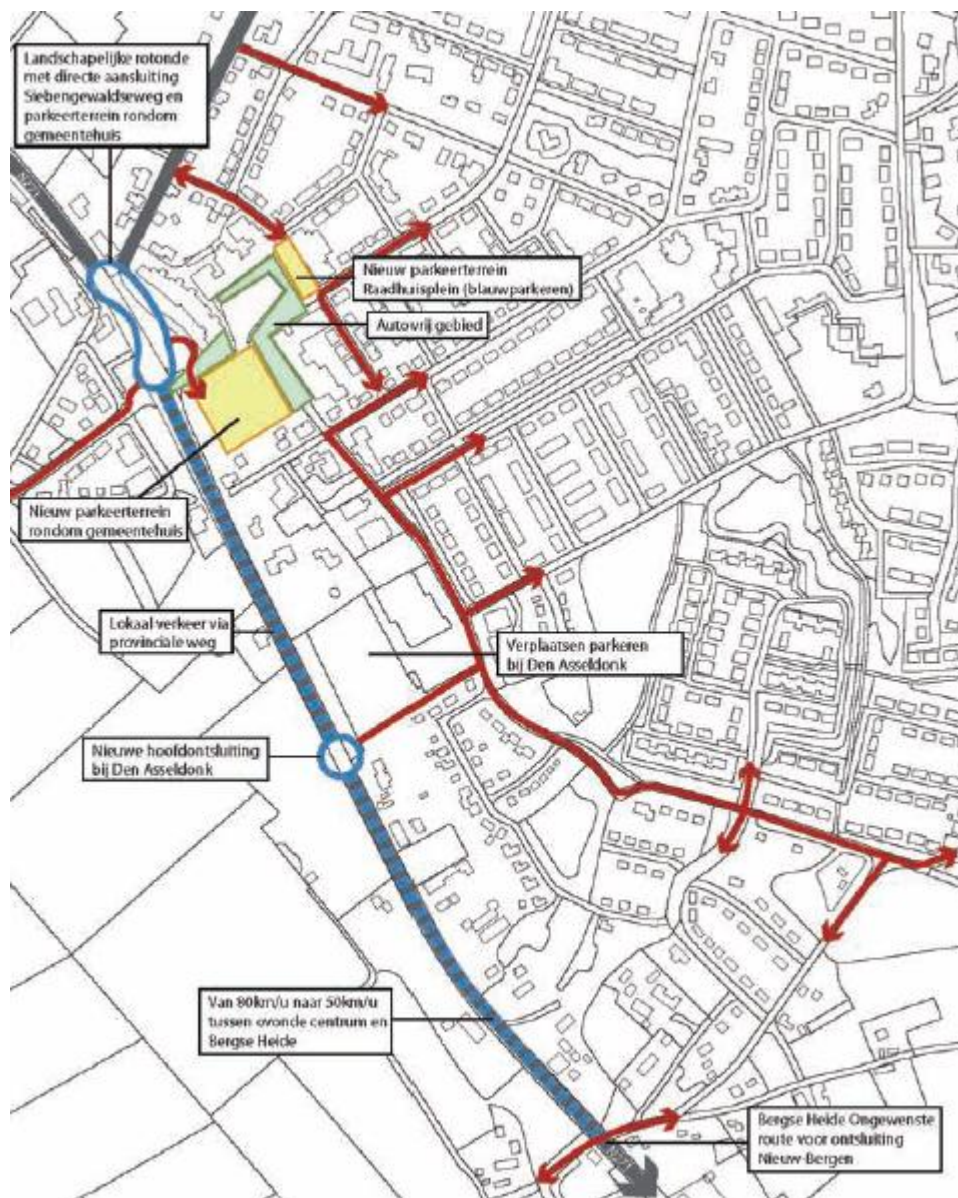 Landschapelijke rotonde
met directe aansluiting
Siebengewaldseweg en
parkeerterrein rondom
gemeentehuis
Nieuw parkeerterrein
Raadhuisplein (blauwparkeren)
Autovrij gebied
Nieuw parkeerterrein
rondom gemeentehuis
Lokaal verkeer via
provinciale weg
Verplaatsen parkeren
bij Den Asseldonk
Nieuwe hoofdontsluiting
bij Den Asseldonk
Van 80km/u naar 50km/u
tussen ovonde centrum en
Bergse Heide
Bergse Heide Ongewenste
route voor ontsluiting
Nieuw-Bergen